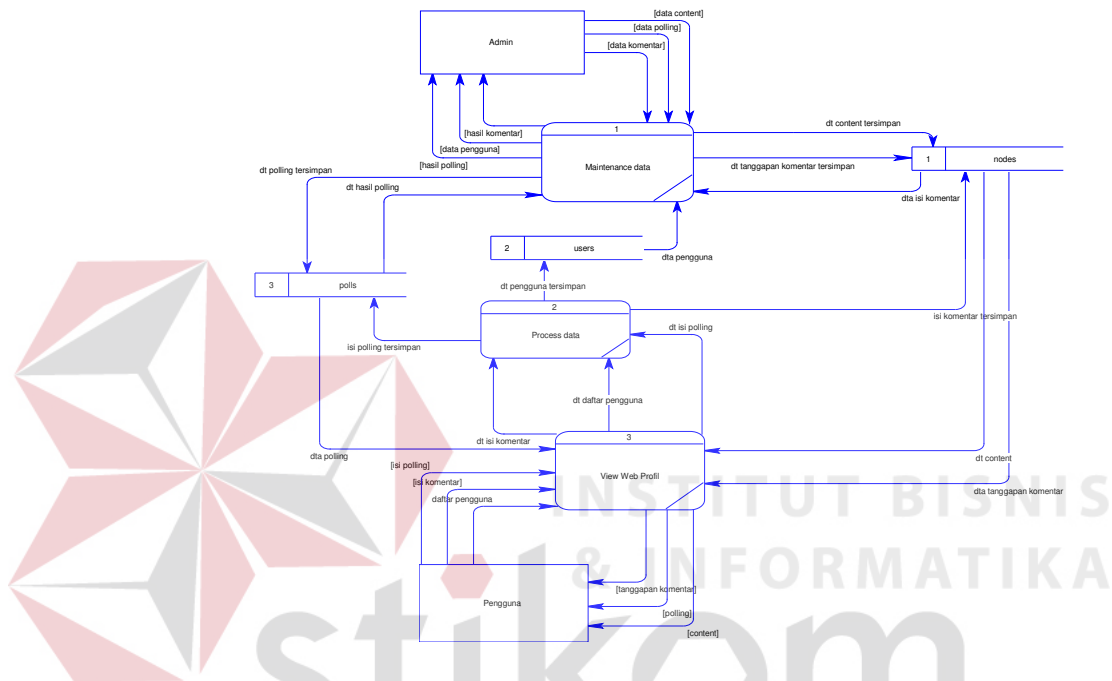 [data content]
[data polling]
Admin
[data komentar]
dt content tersimpan
1
[hasil komentar]
[data pengguna]
1 nodes
[hasil polling]
Maintenance data
dt tanggapan komentar tersimpan
dt polling tersimpan
dt hasil polling
dta isi komentar
2 users
dta pengguna
3 polls
dt pengguna tersimpan
2
isi komentar tersimpan
dt isi polling
Process data
isi polling tersimpan
dt daftar pengguna
3
dt isi komentar
dta polling
dt content
[isi polling]
View Web Profil
[isi komentar]
dta tanggapan komentar
daftar pengguna
INSTITUT BISNIS
& INFORMATIKA
[tanggapan komentar]
Pengguna
[polling]
[content]
stikom